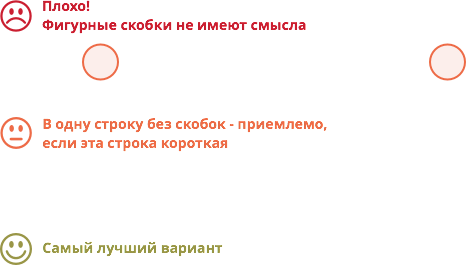 Плохо!
Фигурные скобки не имеют смысла
В одну строку без скобок - приемлемо,
если эта строка короткая
Самый лучший вариант